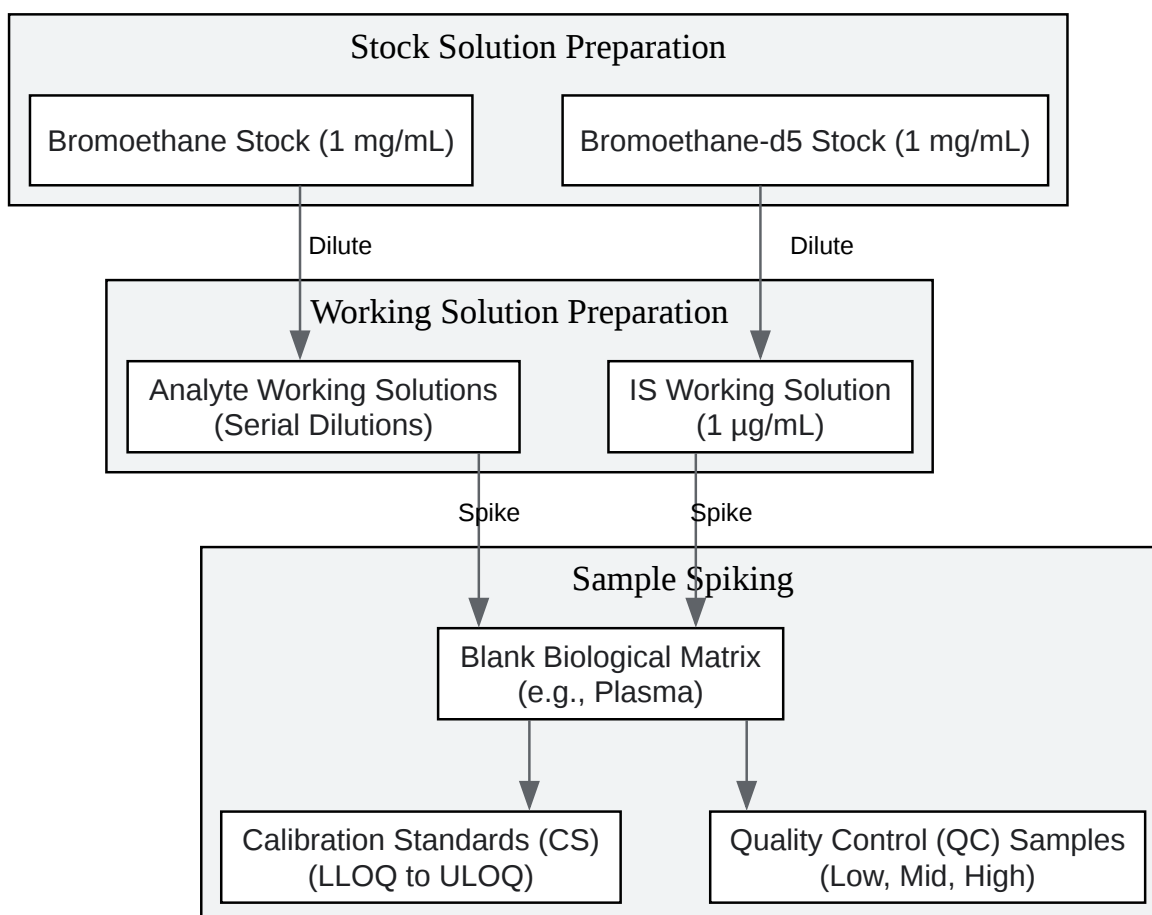 Stock Solution Preparation
Bromoethane Stock (1 mg/mL)
Bromoethane-d5 Stock (1 mg/mL)
Dilute
Dilute
Working Solution Preparation
Analyte Working Solutions
(Serial Dilutions)
IS Working Solution
(1 µg/mL)
Spike
Spike
Sample Spiking
Blank Biological Matrix
(e.g., Plasma)
Calibration Standards (CS)
(LLOQ to ULOQ)
Quality Control (QC) Samples
(Low, Mid, High)